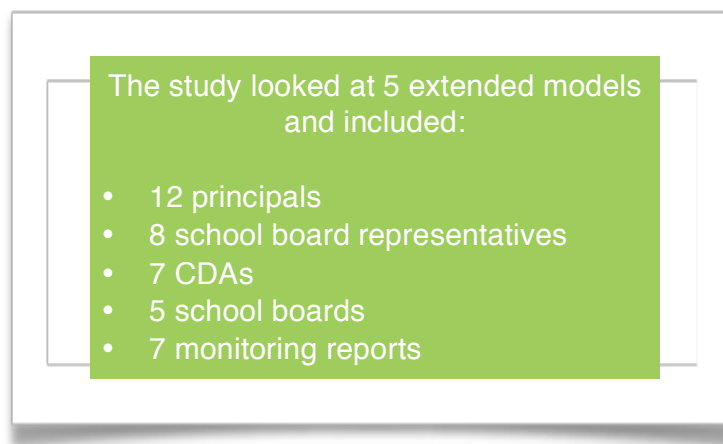 The study looked at 5 extended models
and included:
• 12 principals
• 8 school board representatives
• 7 CDAs
• 5 school boards
• 7 monitoring reports